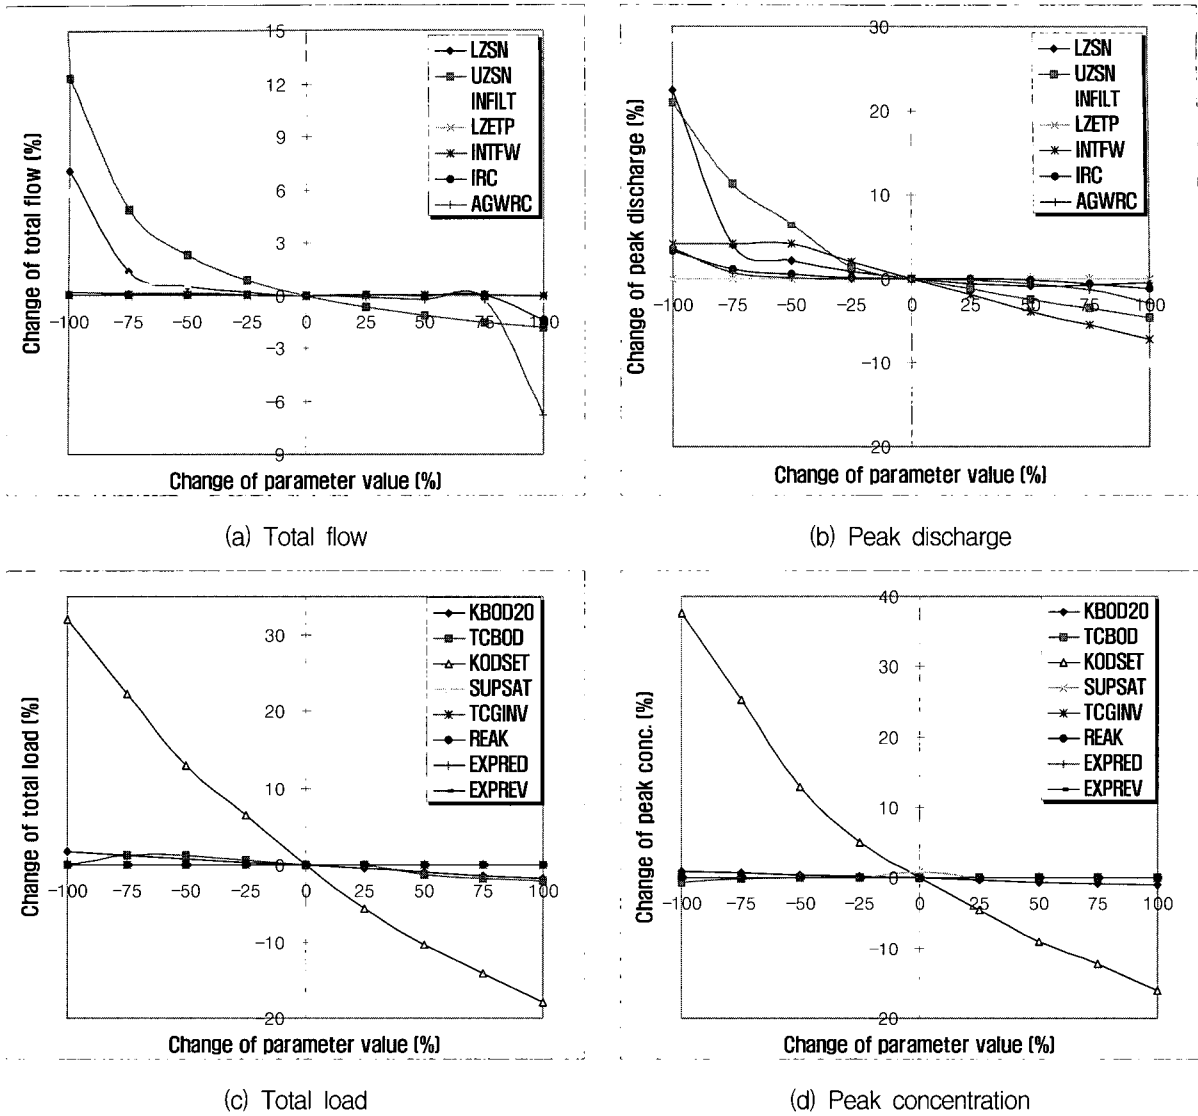 15
12
9
6
3
0
-3
-6
9
-100
-75
-50
-25
0
25
50
75
100
Change of total flow (%)
Change of parameter value (%)
LZSN
UZSN
INFILT
LZETP
INTFW
IRC
AGWRC
(a) Total flow
30
20
10
0
-10
-20
-100
-75
-50
-25
0
25
50
75
100
Change of peak discharge (%)
Change of parameter value (%)
LZSN
UZSN
INFILT
LZETP
INTFW
IRC
AGWRC
(b) Peak discharge
30
20
10
0
-10
-20
-100
-75
-50
-25
0
25
50
75
100
Change of total load (%)
Change of parameter value (%)
KBOD20
TCBOD
KODSET
SUPSAT
TCGINV
REAK
EXPRED
EXPREV
(c) Total load
40
30
20
10
0
-10
-20
-100
-75
-50
-25
0
25
50
75
100
Change of peak conc. (%)
Change of parameter value (%)
KBOD20
TCBOD
KODSET
SUPSAT
TCGINV
REAK
EXPRED
EXPREV
(d) Peak concentration